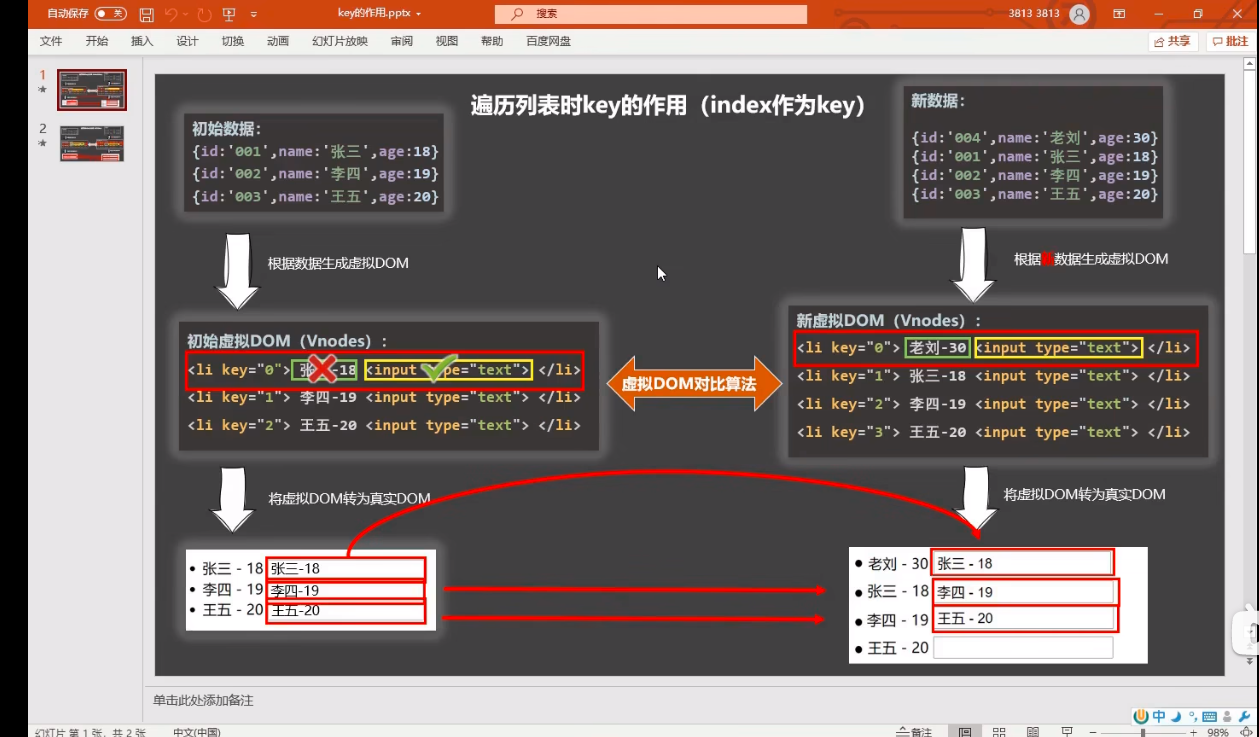 自动保存 关 key的作用.pptx 搜索 3813 3813
文件 开始 插入 设计 切换 动画 幻灯片放映 审阅 视图 帮助 百度网盘 共享 批注
1
2
遍历列表时key的作用（index作为key）
初始数据：
{id:'001',name:'张三',age:18}
{id:'002',name:'李四',age:19}
{id:'003',name:'王五',age:20}
新数据：
{id:'004',name:'老刘',age:30}
{id:'001',name:'张三',age:18}
{id:'002',name:'李四',age:19}
{id:'003',name:'王五',age:20}
根据数据生成虚拟DOM
根据 数据生成虚拟DOM
初始虚拟DOM（Vnodes）：
<li key="0"> 张 -18 <input pe="text"> </li>
<li key="1"> 李四-19 <input type="text"> </li>
<li key="2"> 王五-20 <input type="text"> </li>
虚拟DOM对比算法
新虚拟DOM（Vnodes）：
<li key="0"> 老刘-30 <input type="text"> </li>
<li key="1"> 张三-18 <input type="text"> </li>
<li key="2"> 李四-19 <input type="text"> </li>
<li key="3"> 王五-20 <input type="text"> </li>
将虚拟DOM转为真实DOM
将虚拟DOM转为真实DOM
• 张三 - 18 张三-18
• 李四 - 19 李四-19
• 王五 - 20 王五-20
• 老刘 - 30 张三 - 18
• 张三 - 18 李四 - 19
• 李四 - 19 王五 - 20
• 王五 - 20
单击此处添加备注
中
幻灯片 第 1 张，共 2 张 中文(中国) 备注 98%